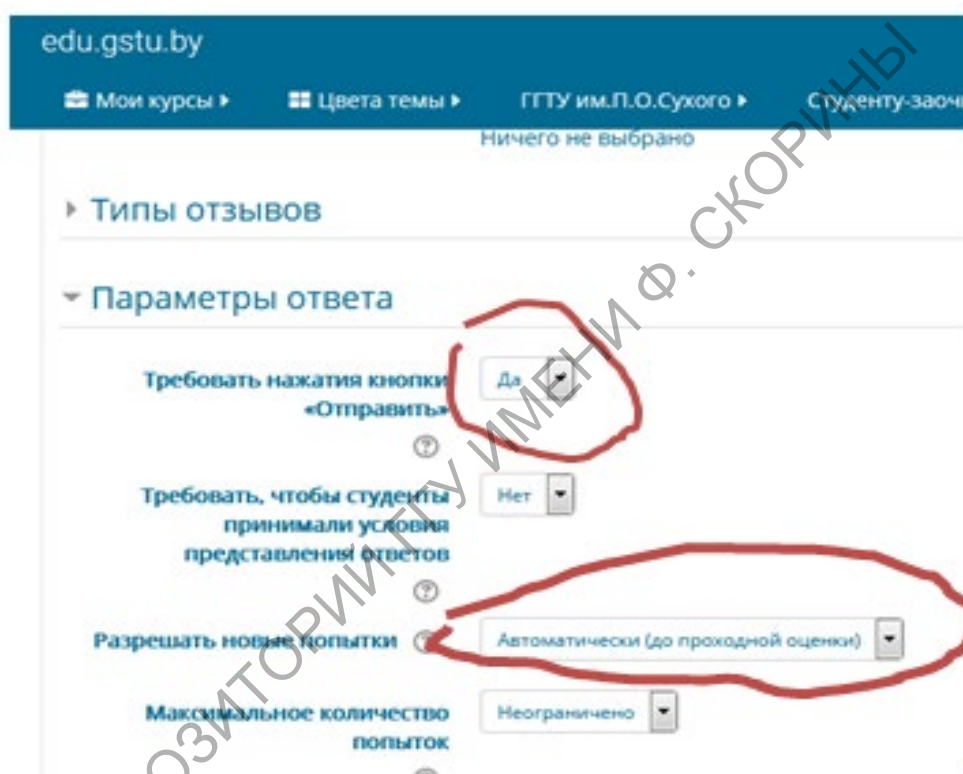 edu.gstu.by
Мои курсы
Цвета темы
ГГТУ им.П.О.Сухого
Студенту-заочн
Ничего не выбрано
Типы отзывов
Параметры ответа
Требовать нажатия кнопки
«Отправить»
Да
Требовать, чтобы студенты
принимали условия
представления ответов
Нет
Разрешать новые попытки
Автоматически (до проходной оценки)
Максимальное количество
попыток
Неограничено
ОЗИТОРИЙ ГГУ ИМЕНИ Ф. СКОРИНЫ